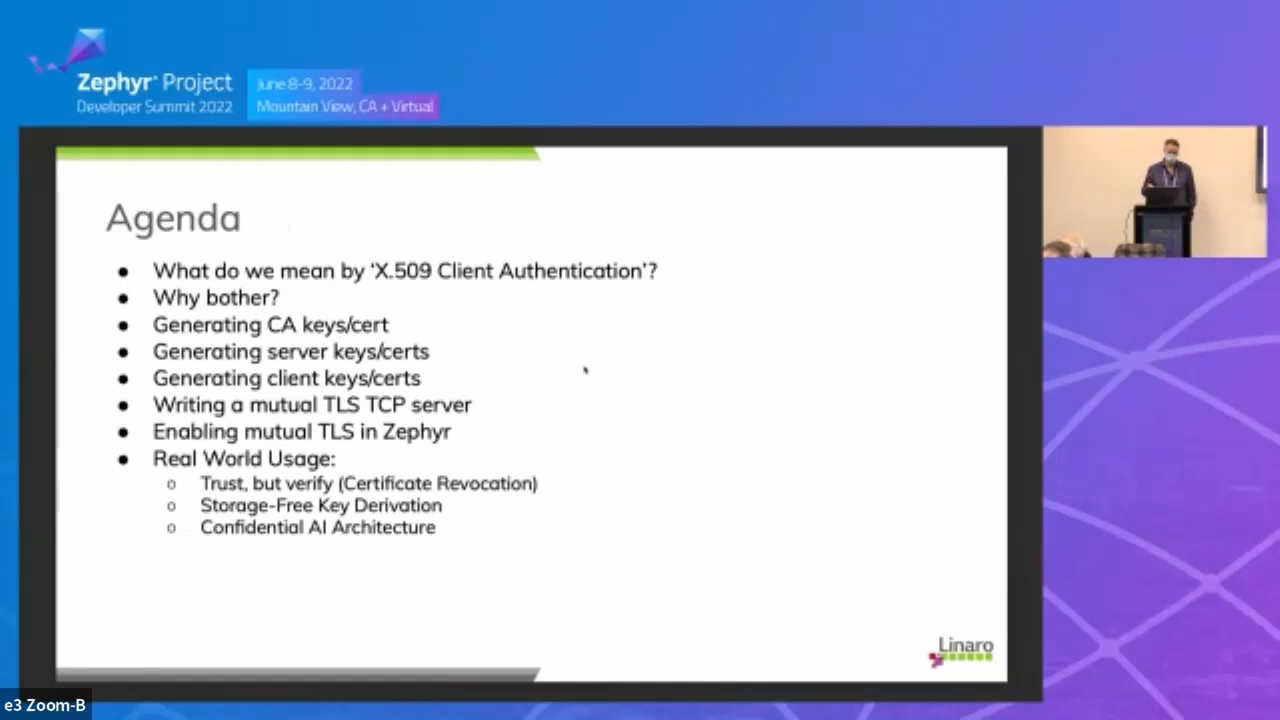 Zephyr® Project
Developer Summit 2022
June 8-9, 2022
Mountain View, CA + Virtual
Agenda
● What do we mean by ‘X.509 Client Authentication’?
● Why bother?
● Generating CA keys/cert
● Generating server keys/certs
● Generating client keys/certs
● Writing a mutual TLS TCP server
● Enabling mutual TLS in Zephyr
● Real World Usage:
○ Trust, but verify (Certificate Revocation)
○ Storage-Free Key Derivation
○ Confidential AI Architecture
Linaro
e3 Zoom-B